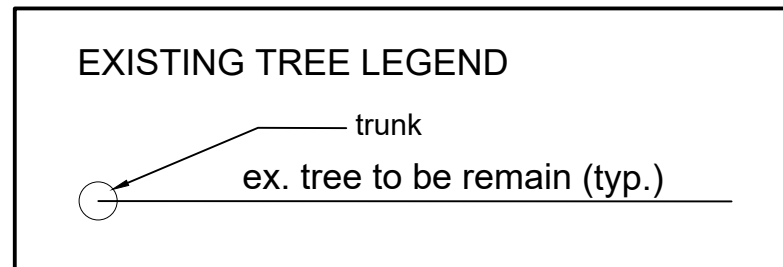 EXISTING TREE LEGEND
trunk
ex. tree to be remain (typ.)